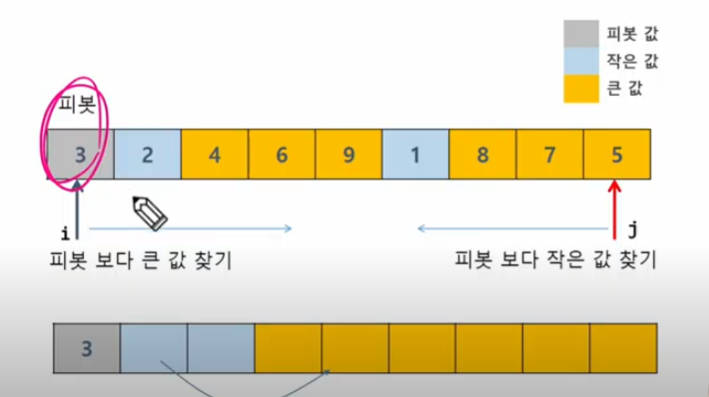 피봇 값
작은 값
큰 값
피봇
3 2 4 6 9 1 8 7 5
i j
피봇 보다 큰 값 찾기 피봇 보다 작은 값 찾기
3